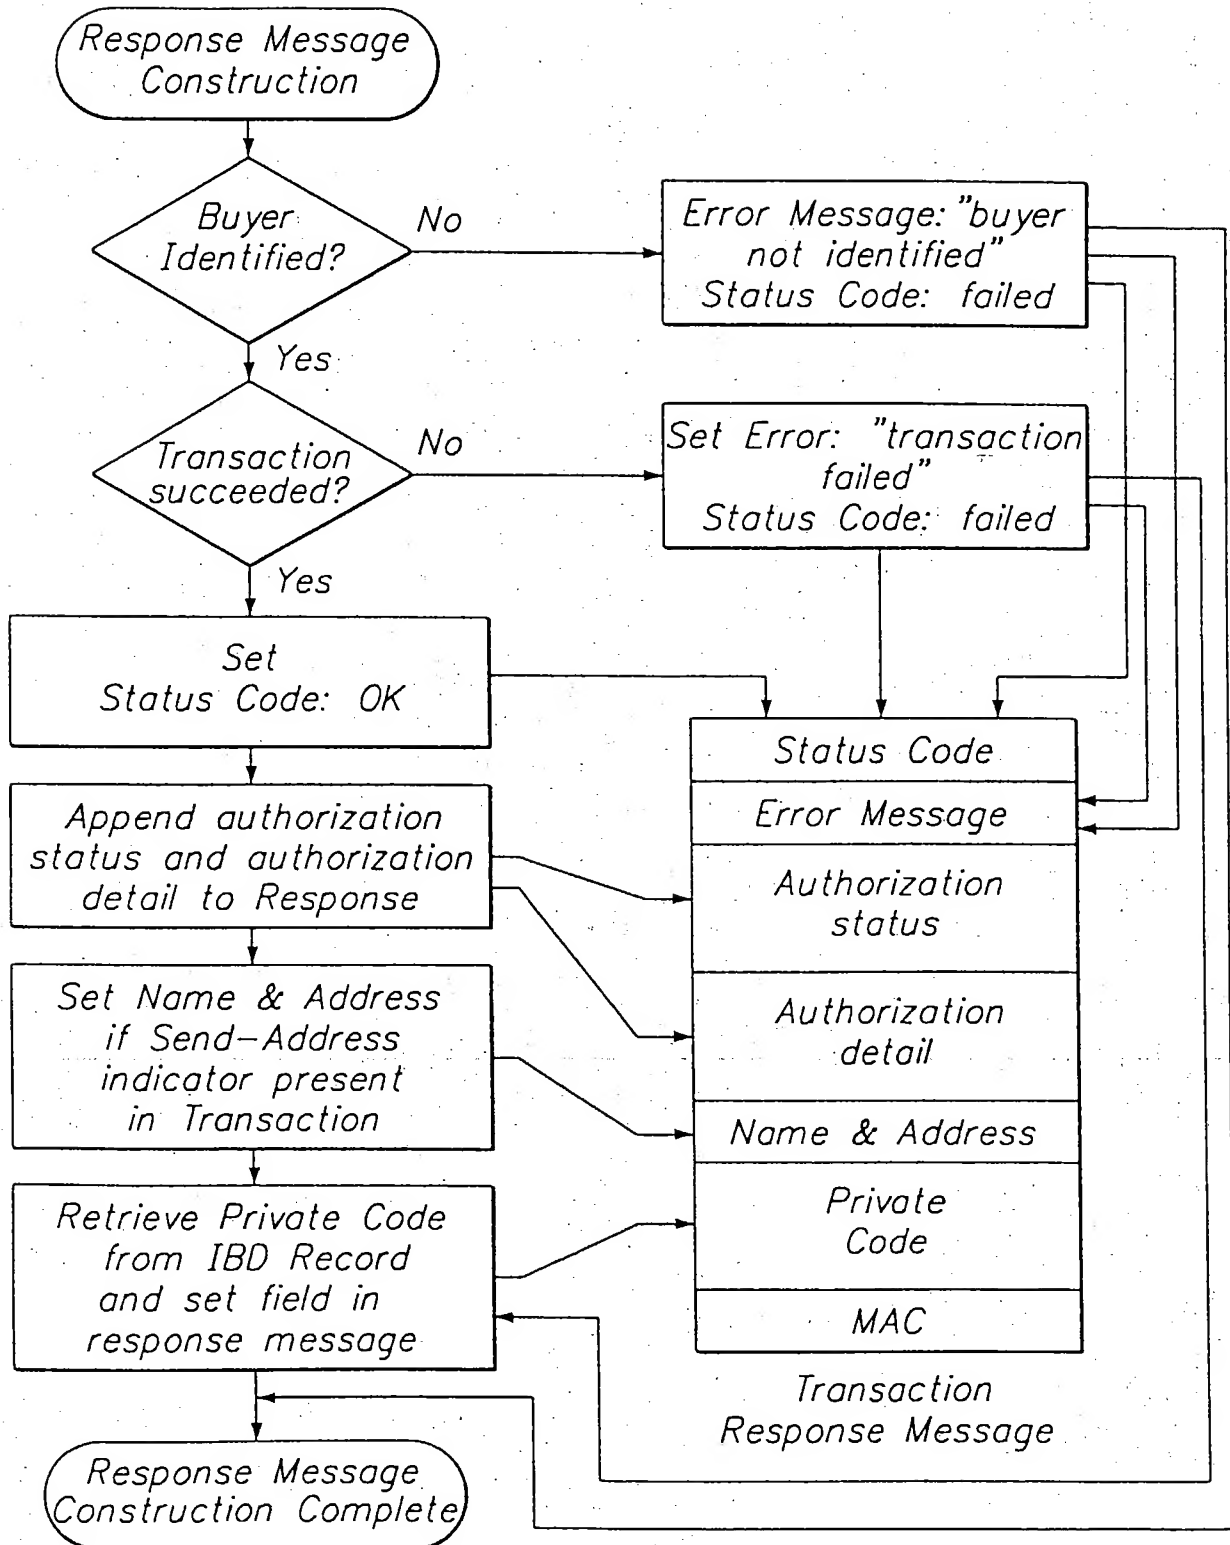 Response Message
Construction
Buyer
Identified?
No
Error Message: "buyer
not identified"
Status Code: failed
Yes
Transaction
succeeded?
No
Set Error: "transaction
failed"
Status Code: failed
Yes
Set
Status Code: OK
Append authorization
status and authorization
detail to Response
Set Name & Address
if Send-Address
indicator present
in Transaction
Retrieve Private Code
from IBD Record
and set field in
response message
Status Code
Error Message
Authorization
status
Authorization
detail
Name & Address
Private
Code
MAC
Transaction
Response Message
Response Message
Construction Complete